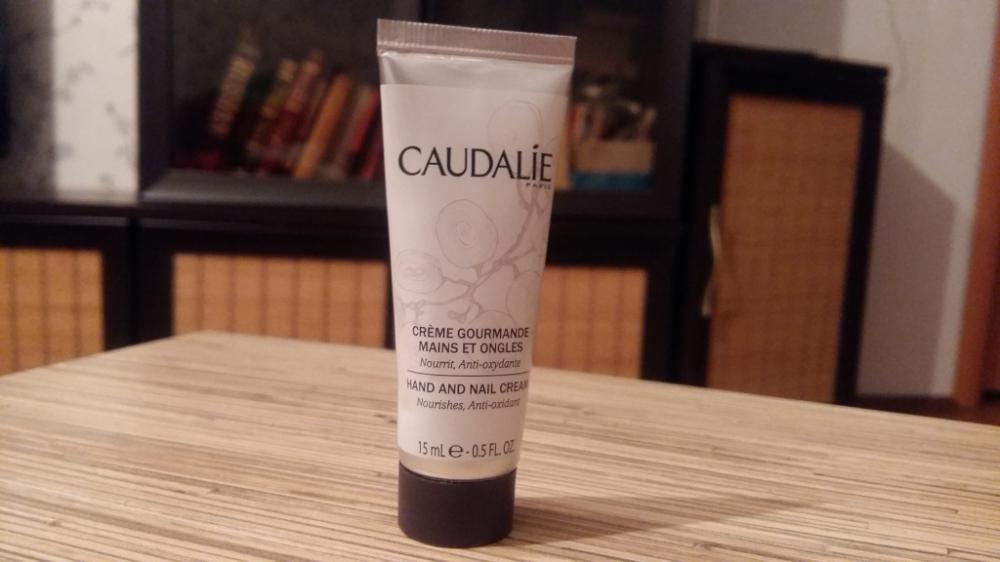 CAUDALíE
PARIS
CRÈME GOURMANDE
MAINS ET ONGLES
Nourrit, Anti-oxydante
HAND AND NAIL CREAM
Nourishes, Anti-oxidant
15 mL ℮ - 0.5 FL. OZ.